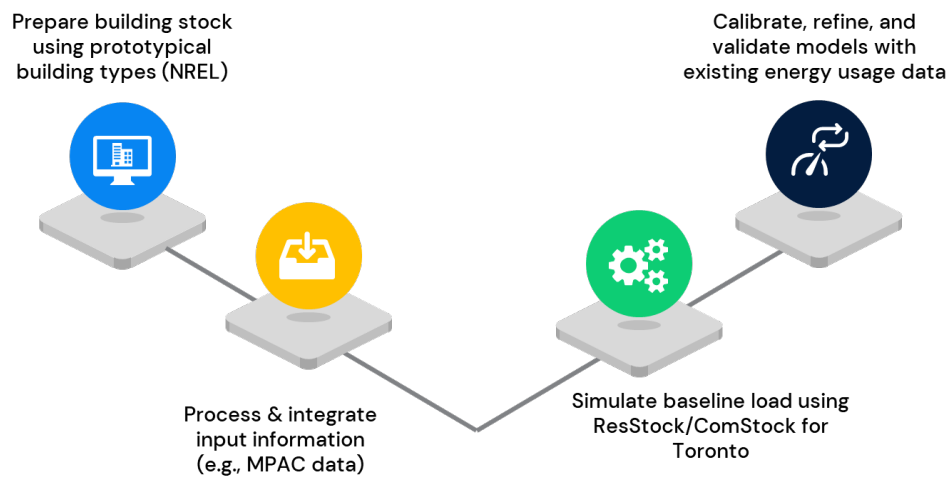 Prepare building stock
using prototypical
building types (NREL)
Process & integrate
input information
(e.g., MPAC data)
Simulate baseline load using
ResStock/ComStock for
Toronto
Calibrate, refine, and
validate models with
existing energy usage data